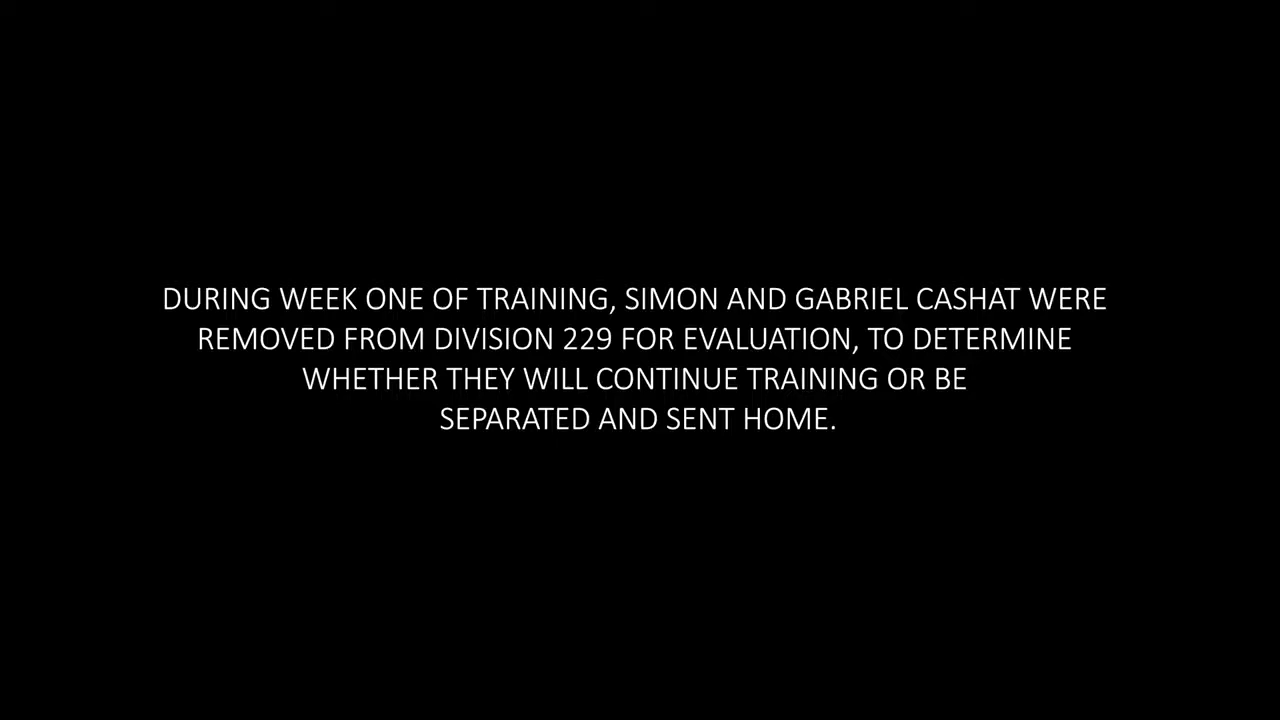 DURING WEEK ONE OF TRAINING, SIMON AND GABRIEL CASHAT WERE
REMOVED FROM DIVISION 229 FOR EVALUATION, TO DETERMINE
WHETHER THEY WILL CONTINUE TRAINING OR BE
SEPARATED AND SENT HOME.